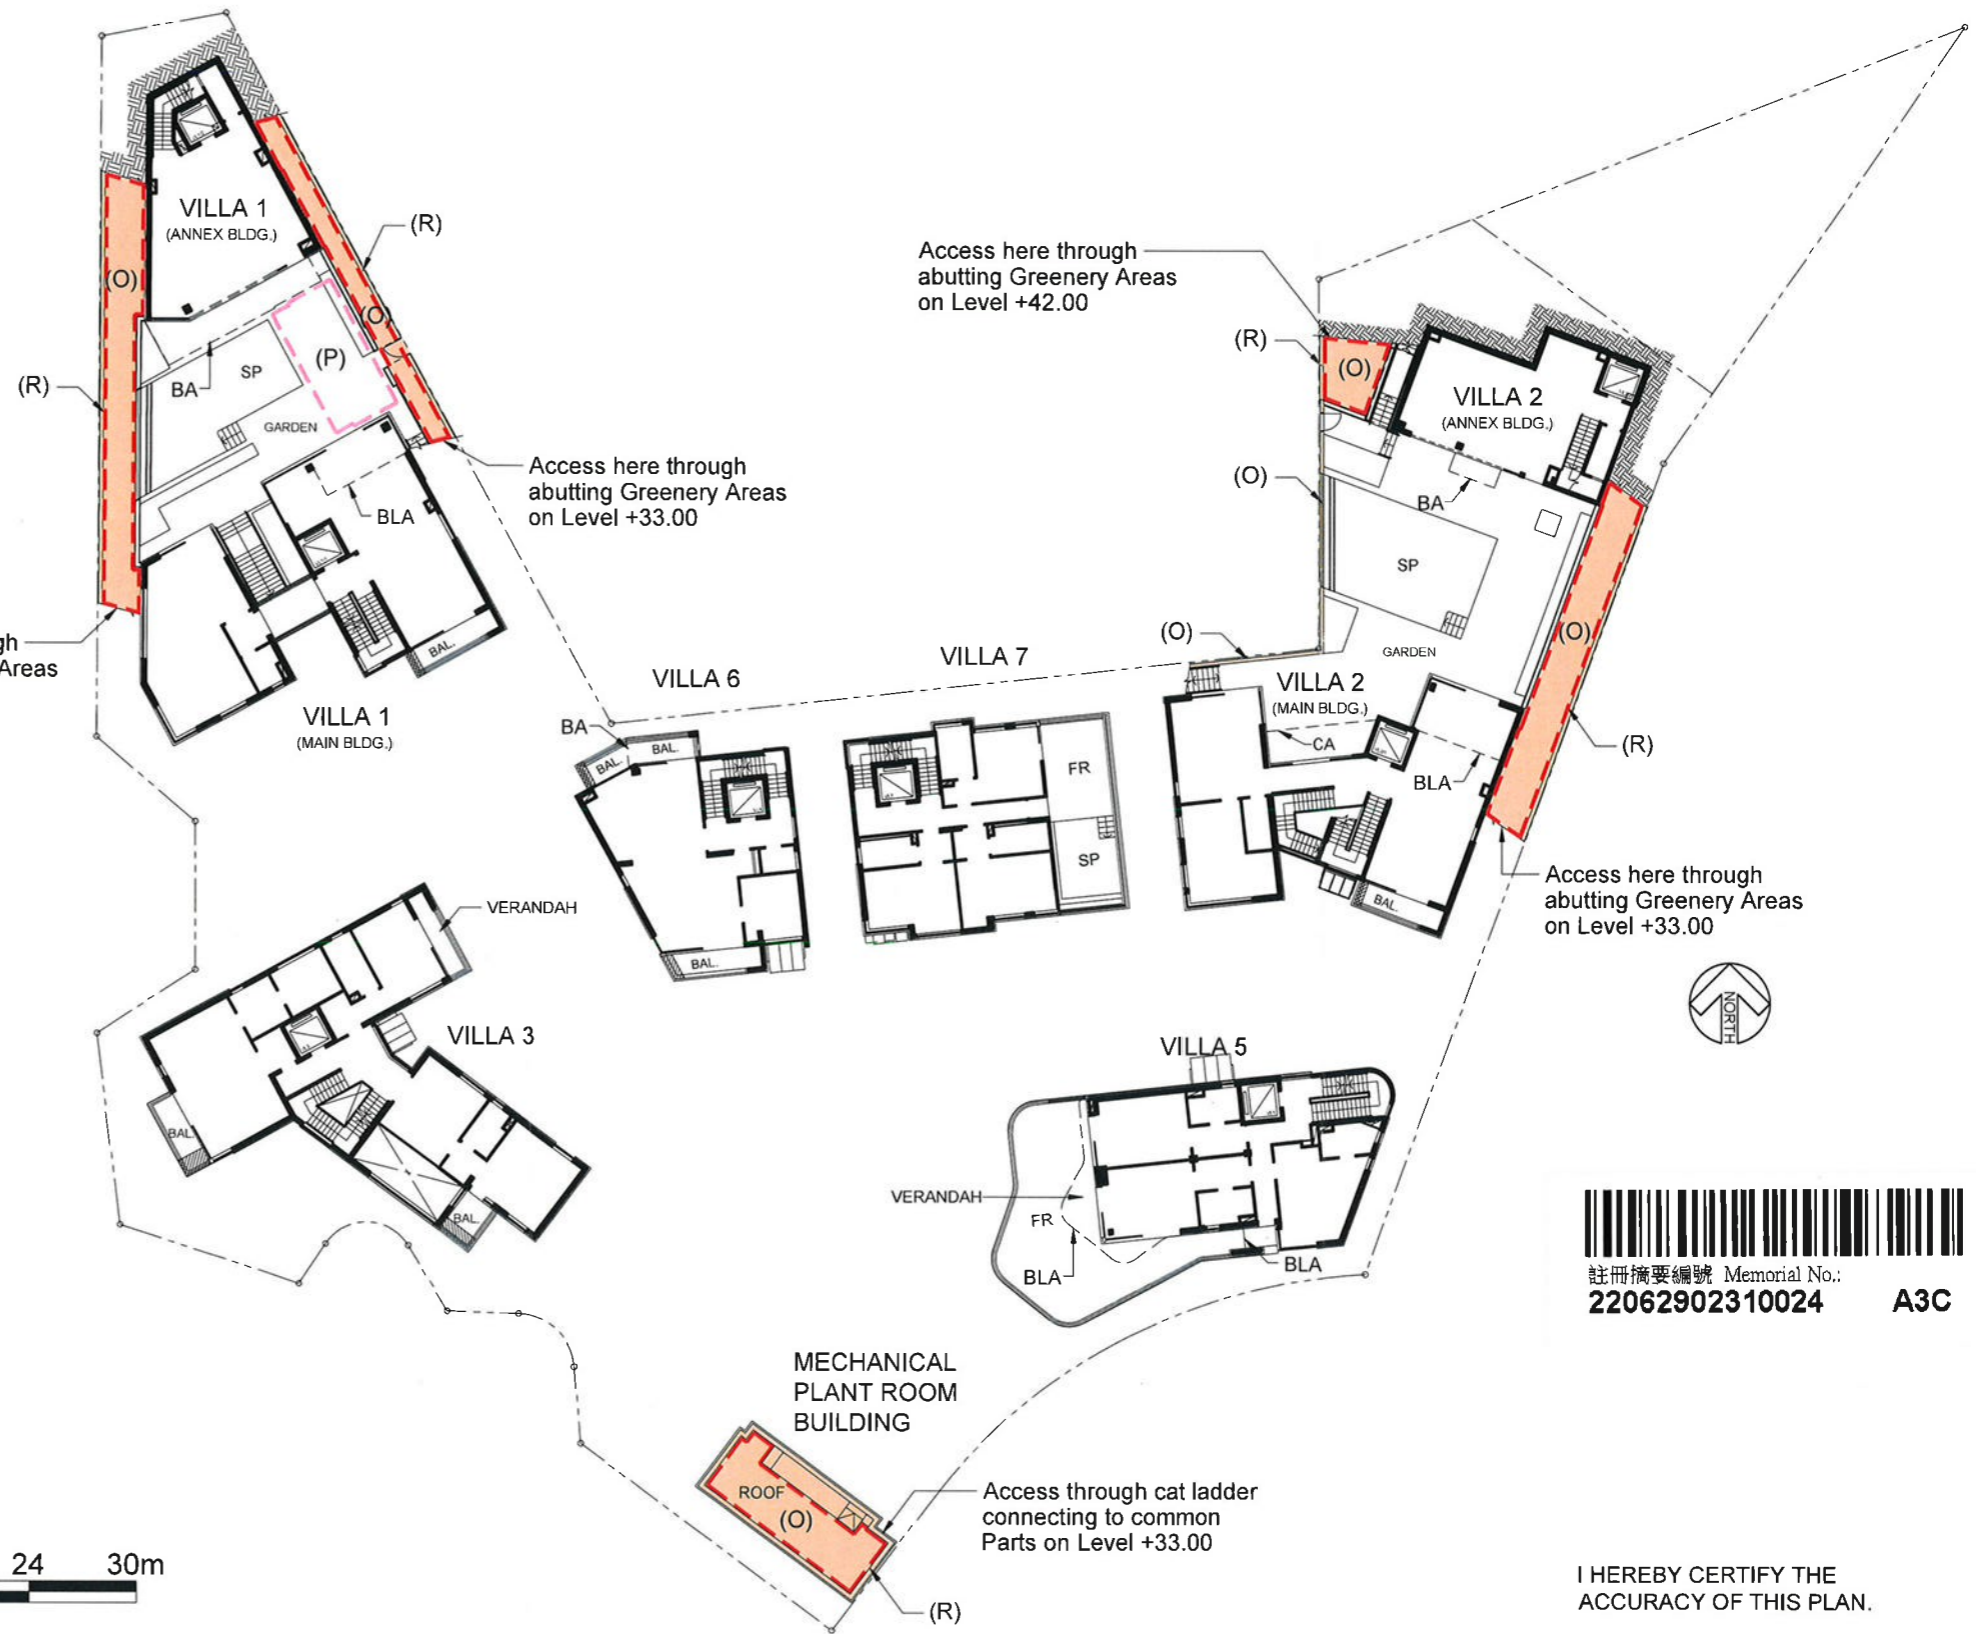 VILLA 1
(ANNEX BLDG.)
(R)
(O)
(O)
(P)
SP
BA
(R)
GARDEN
Access here through
abutting Greenery Areas
on Level +33.00
BLA
BAL.
Areas
VILLA 1
(MAIN BLDG.)
Access here through
abutting Greenery Areas
on Level +42.00
(R)
(O)
VILLA 2
(ANNEX BLDG.)
(O)
BA
SP
(O)
(O)
GARDEN
VILLA 2
(MAIN BLDG.)
CA
BLA
(R)
BAL.
Access here through
abutting Greenery Areas
on Level +33.00
VILLA 6
VILLA 7
BA
BAL.
BAL.
BAL.
FR
SP
NORTH
VERANDAH
VILLA 3
BAL.
BAL.
VILLA 5
VERANDAH
FR
BLA
BLA
註冊摘要編號 Memorial No.:
22062902310024 A3C
MECHANICAL
PLANT ROOM
BUILDING
ROOF
(O)
Access through cat ladder
connecting to common
Parts on Level +33.00
(R)
24 30m
I HEREBY CERTIFY THE
ACCURACY OF THIS PLAN.